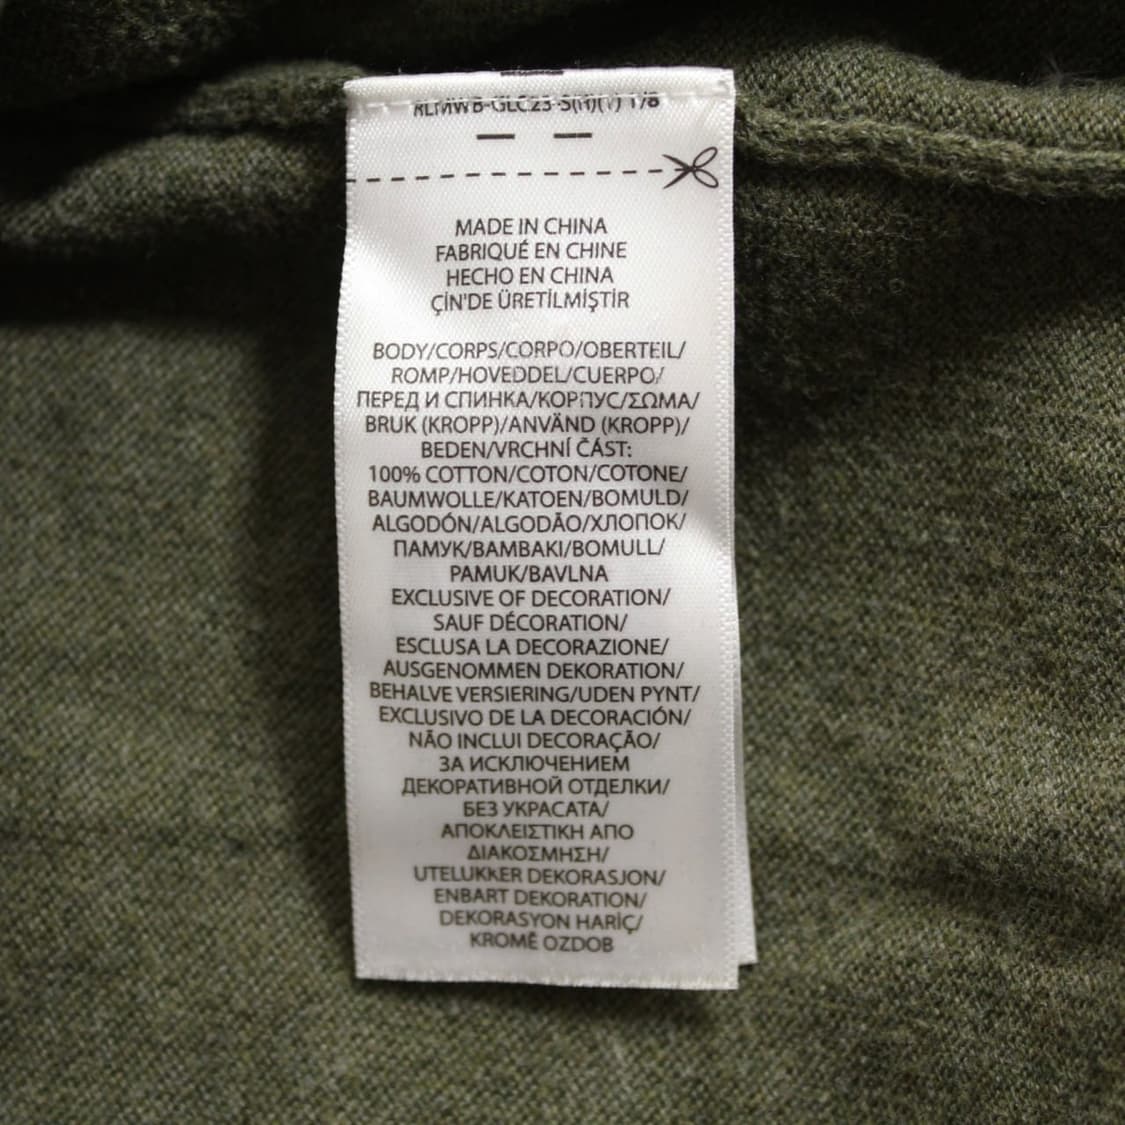 RLMWB-GLC23-S(H)(Y) 1/8
MADE IN CHINA
FABRIQUÉ EN CHINE
HECHO EN CHINA
ÇİN'DE ÜRETİLMİŞTİR
BODY/CORPS/CORPO/OBERTEIL/
ROMP/HOVEDDEL/CUERPO/
ПЕРЕД И СПИНКА/КОРПУС/ΣΩΜΑ/
BRUK (KROPP)/ANVÄND (KROPP)/
BEDEN/VRCHNÍ ČÁST:
100% COTTON/COTON/COTONE/
BAUMWOLLE/KATOEN/BOMULD/
ALGODÓN/ALGODÃO/ХЛОПОК/
ПАМУК/BAMBAKI/BOMULL/
PAMUK/BAVLNA
EXCLUSIVE OF DECORATION/
SAUF DÉCORATION/
ESCLUSA LA DECORAZIONE/
AUSGENOMMEN DEKORATION/
BEHALVE VERSIERING/UDEN PYNT/
EXCLUSIVO DE LA DECORACIÓN/
NÃO INCLUI DECORAÇÃO/
ЗА ИСКЛЮЧЕНИЕМ
ДЕКОРАТИВНОЙ ОТДЕЛКИ/
БЕЗ УКРАСАТА/
ΑΠΟΚΛΕΙΣΤΙΚΗ ΑΠΟ
ΔΙΑΚΟΣΜΗΣΗ/
UTELUKKER DEKORASJON/
ENBART DEKORATION/
DEKORASYON HARİÇ/
KROMĚ OZDOB